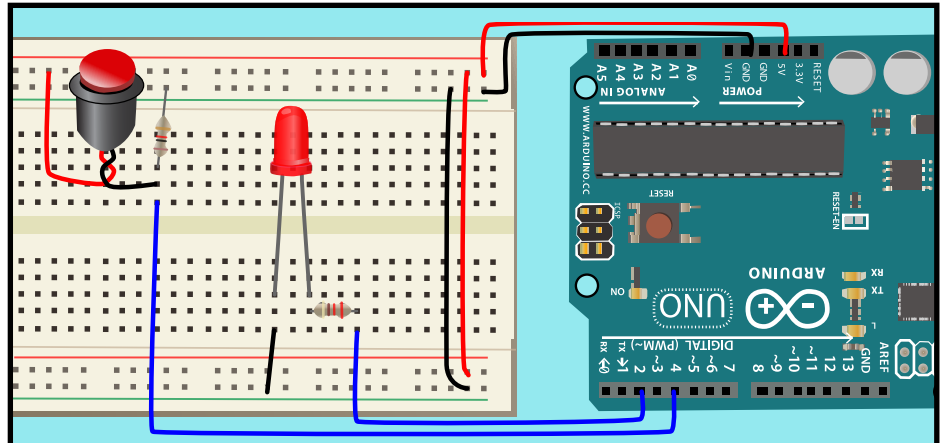 A5 A4 A3 A2 A1 A0
ANALOG IN
Vin GND GND 5V 3.3V RESET
POWER
WWW.ARDUINO.CC
RESET
RESET-EN
ICSP
ON
UNO
ARDUINO
RX
TX
L
DIGITAL (PWM~)
RX TX
0 1 2 ~3 4 ~5 ~6 7 8 ~9 ~10 ~11 12 13 GND AREF